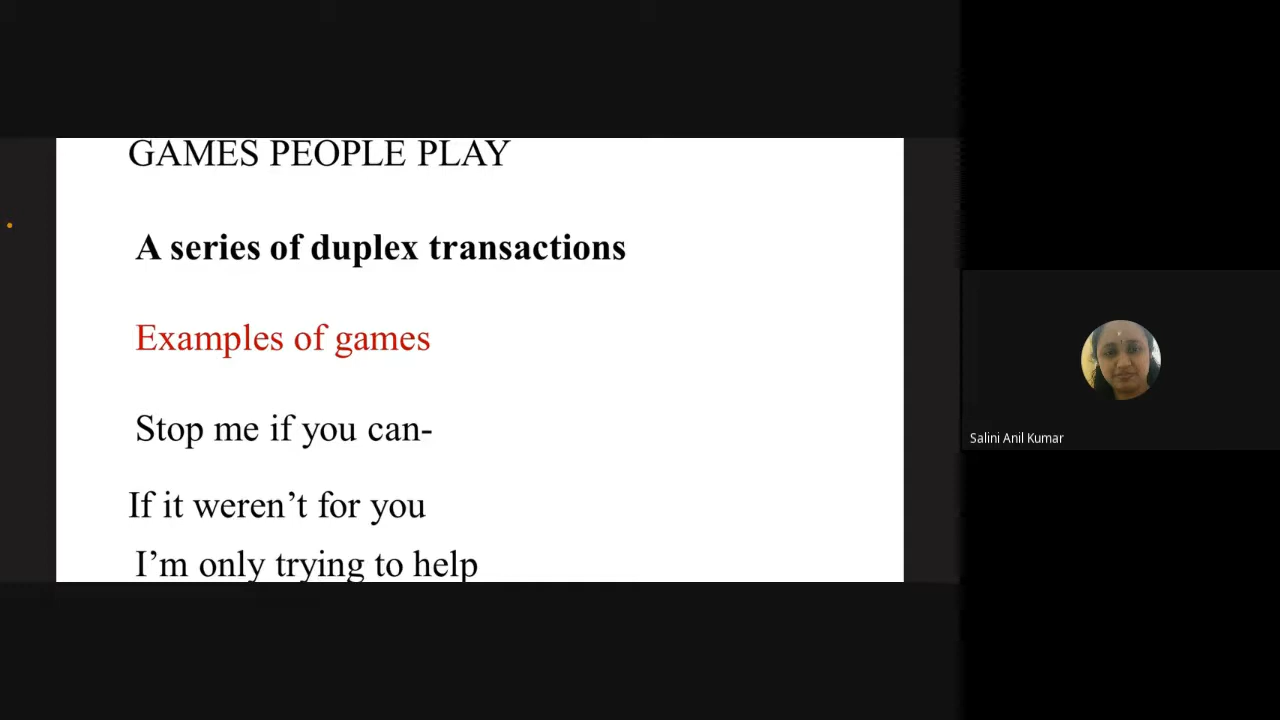 GAMES PEOPLE PLAY
A series of duplex transactions
Examples of games
Stop me if you can-
If it weren’t for you
I’m only trying to help
Salini Anil Kumar